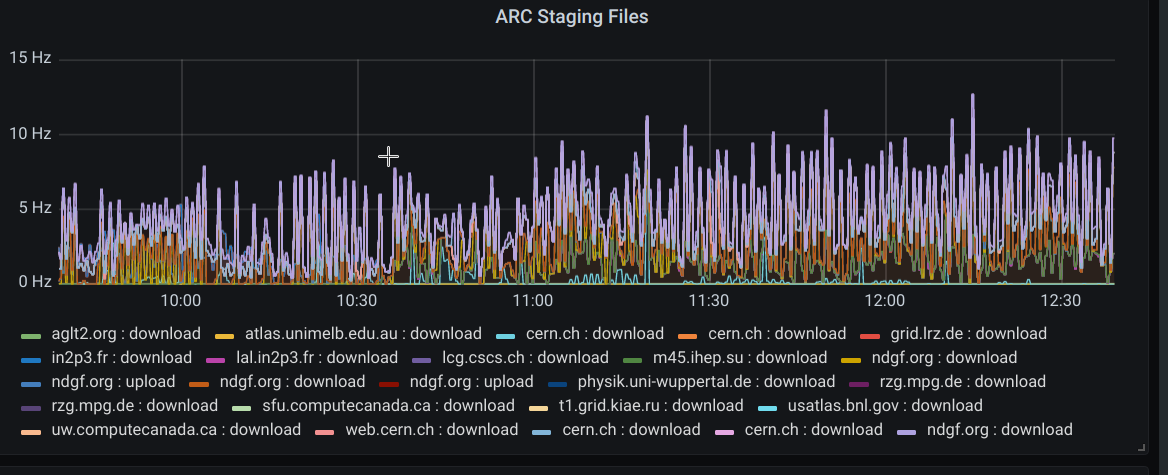 ARC Staging Files
15 Hz
10 Hz
5 Hz
0 Hz
10:00 10:30 11:00 11:30 12:00 12:30
aglt2.org : download atlas.unimelb.edu.au : download cern.ch : download cern.ch : download grid.lrz.de : download
in2p3.fr : download lal.in2p3.fr : download lcg.cscs.ch : download m45.ihep.su : download ndgf.org : download
ndgf.org : upload ndgf.org : download ndgf.org : upload physik.uni-wuppertal.de : download rzg.mpg.de : download
rzg.mpg.de : download sfu.computecanada.ca : download t1.grid.kiae.ru : download usatlas.bnl.gov : download
uw.computecanada.ca : download web.cern.ch : download cern.ch : download cern.ch : download ndgf.org : download